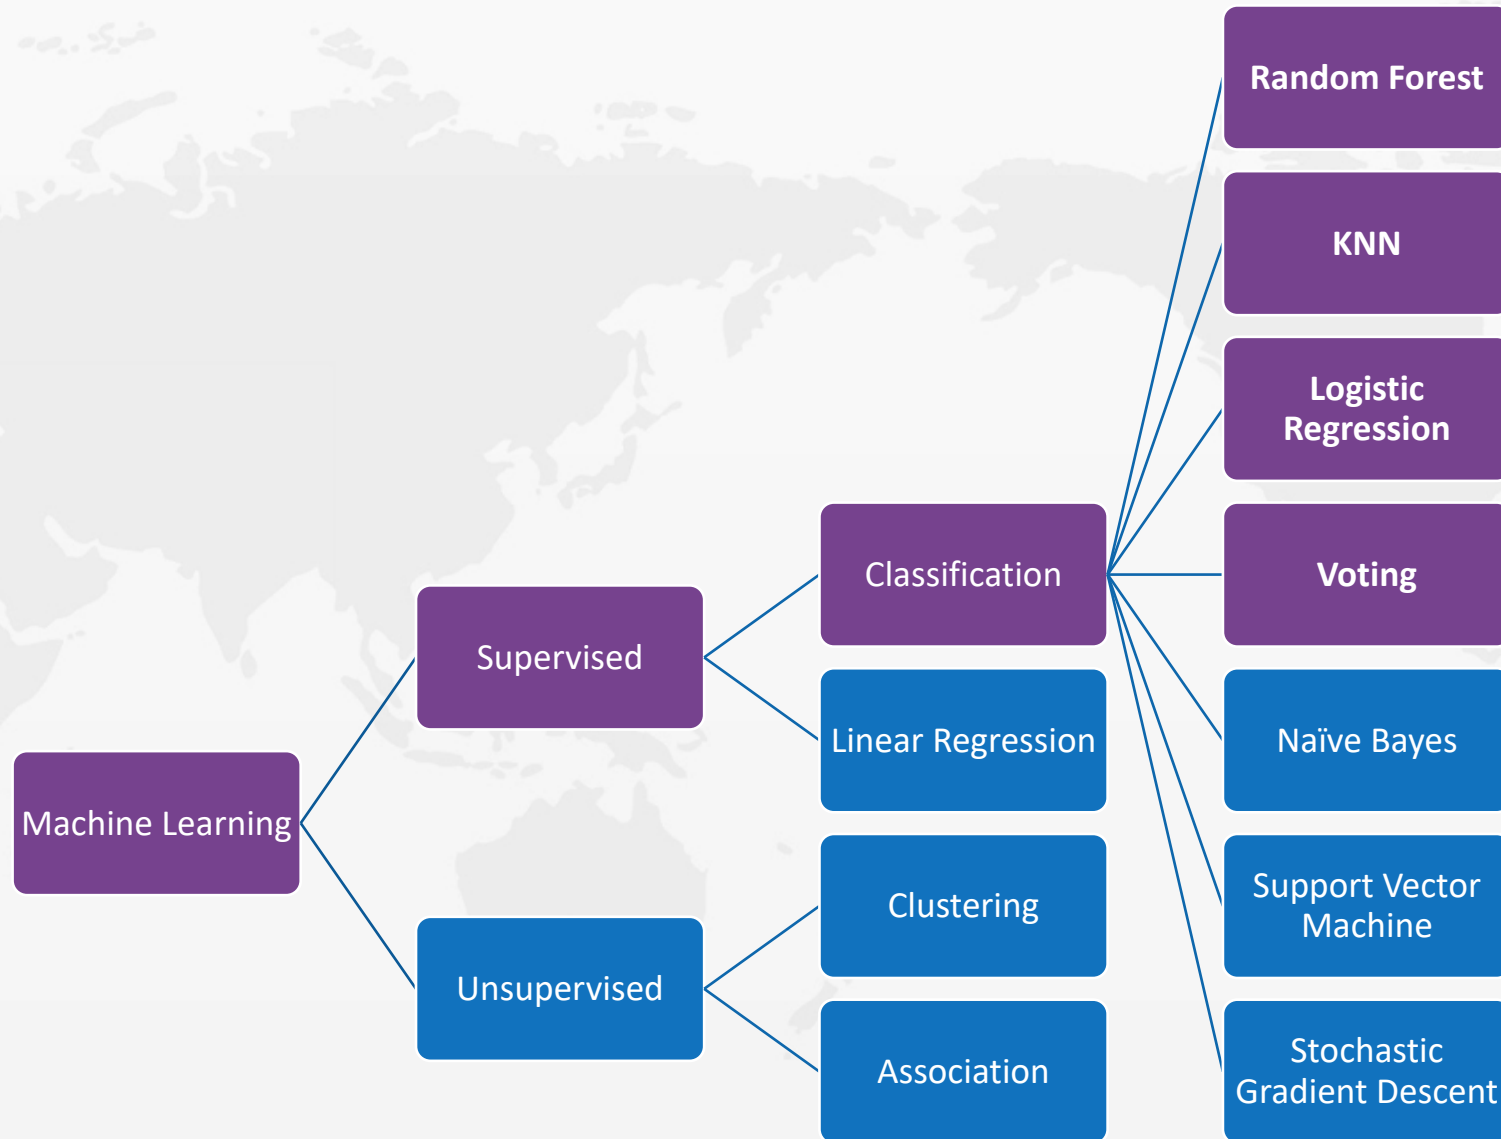 Machine Learning
Supervised
Classification
Random Forest
KNN
Logistic
Regression
Voting
Naïve Bayes
Support Vector
Machine
Stochastic
Gradient Descent
Linear Regression
Unsupervised
Clustering
Association